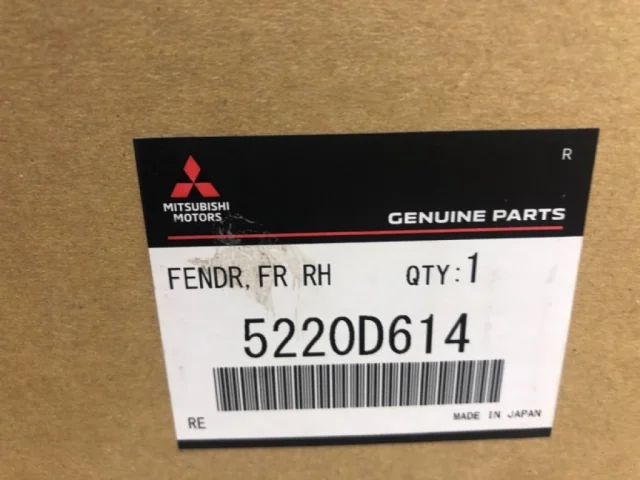 R
MITSUBISHI
MOTORS
GENUINE PARTS
FENDR, FR RH QTY:1
5220D614
RE MADE IN JAPAN